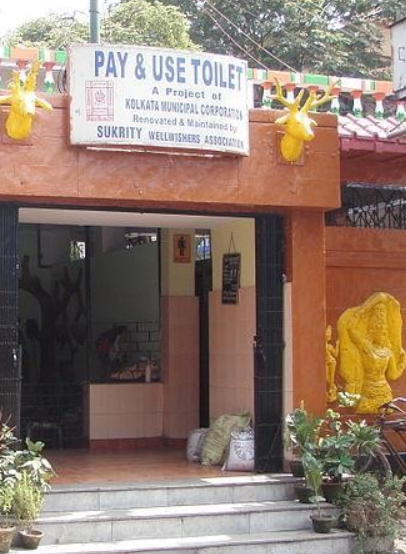 PAY & USE TOILET
A Project of
KOLKATA MUNICIPAL CORPORATION
Renovated & Maintained by
SUKRITY WELLWISHERS ASSOCIATION